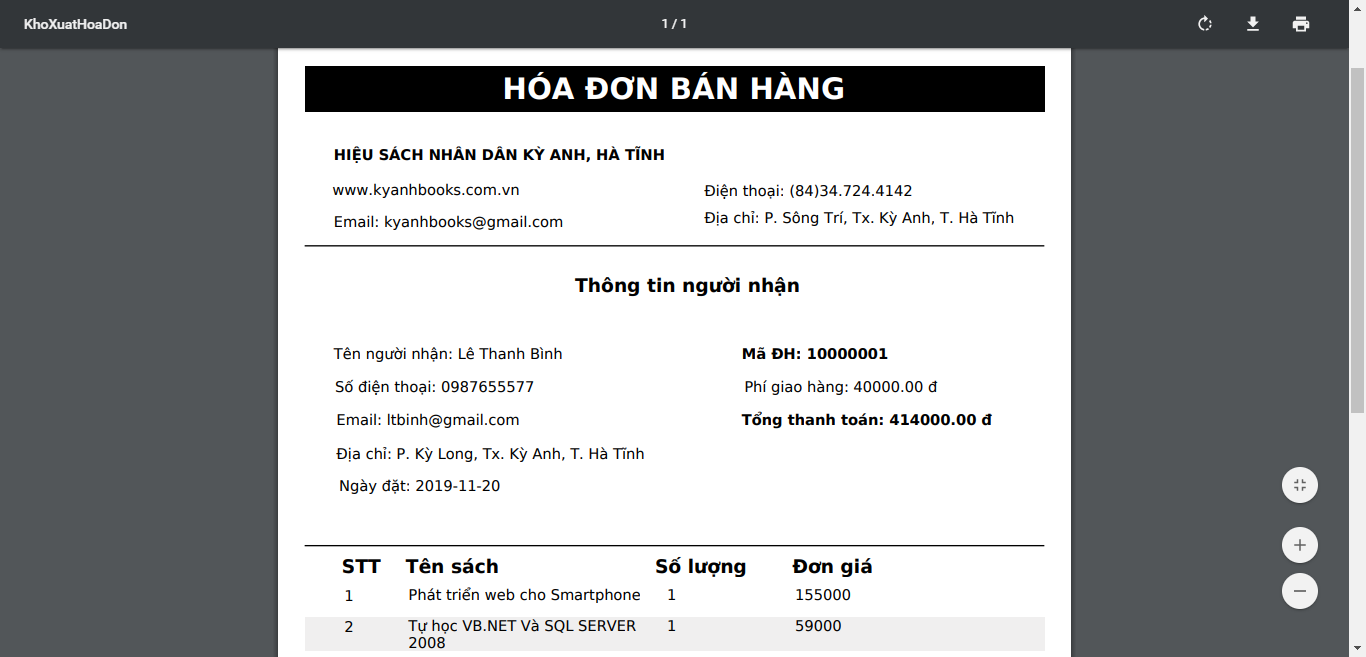 KhoXuatHoaDon
1 / 1
HÓA ĐƠN BÁN HÀNG
HIỆU SÁCH NHÂN DÂN KỲ ANH, HÀ TĨNH
www.kyanhbooks.com.vn
Điện thoại: (84)34.724.4142
Email: kyanhbooks@gmail.com
Địa chỉ: P. Sông Trí, Tx. Kỳ Anh, T. Hà Tĩnh
Thông tin người nhận
Tên người nhận: Lê Thanh Bình
Mã ĐH: 10000001
Số điện thoại: 0987655577
Phí giao hàng: 40000.00 đ
Email: ltbinh@gmail.com
Tổng thanh toán: 414000.00 đ
Địa chỉ: P. Kỳ Long, Tx. Kỳ Anh, T. Hà Tĩnh
Ngày đặt: 2019-11-20
STT Tên sách Số lượng Đơn giá
1 Phát triển web cho Smartphone 1 155000
2 Tự học VB.NET Và SQL SERVER 1 59000
2008